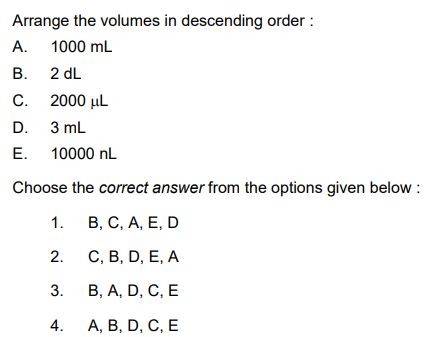 Arrange the volumes in descending order :
A. 1000 mL
B. 2 dL
C. 2000 μL
D. 3 mL
E. 10000 nL
Choose the correct answer from the options given below :
1. B, C, A, E, D
2. C, B, D, E, A
3. B, A, D, C, E
4. A, B, D, C, E